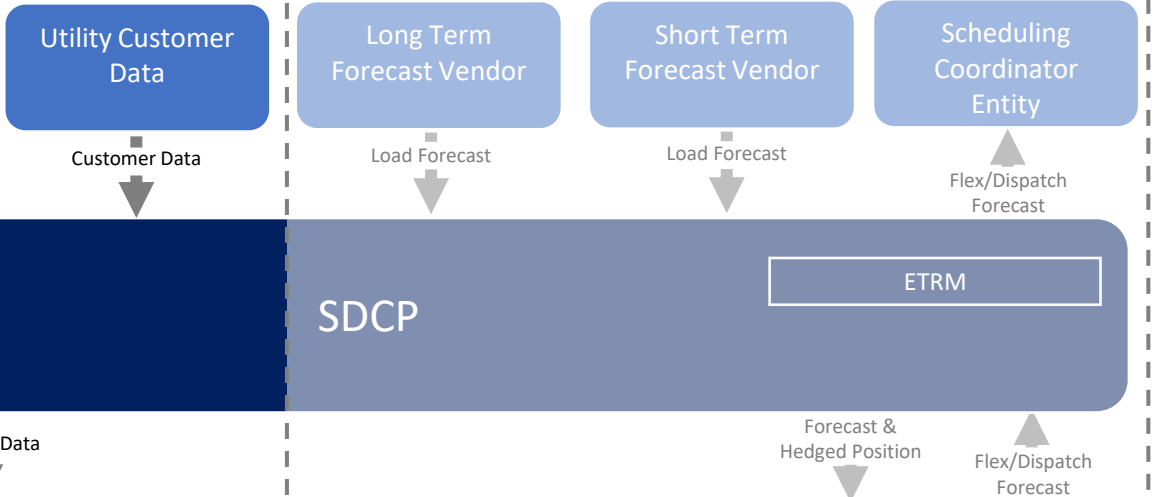 Utility Customer
Data
Long Term
Forecast Vendor
Short Term
Forecast Vendor
Scheduling
Coordinator
Entity
Customer Data
Load Forecast
Load Forecast
Flex/Dispatch
Forecast
ETRM
SDCP
Data
Forecast &
Hedged Position
Flex/Dispatch
Forecast